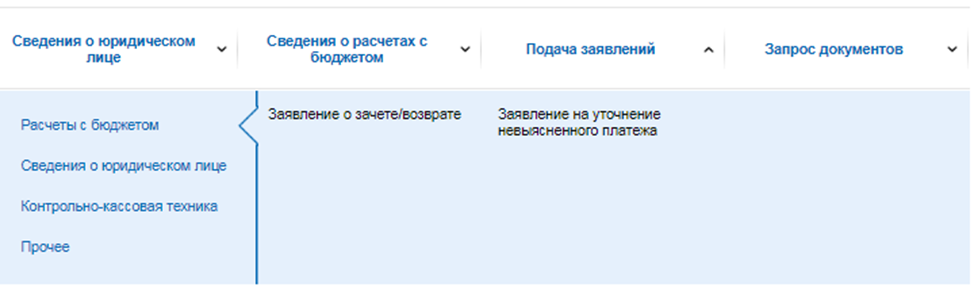 Сведения о юридическом
лице
Сведения о расчетах с
бюджетом
Подача заявлений
Запрос документов
Расчеты с бюджетом
Сведения о юридическом лице
Контрольно-кассовая техника
Прочее
Заявление о зачете/возврате
Заявление на уточнение
невыясненного платежа